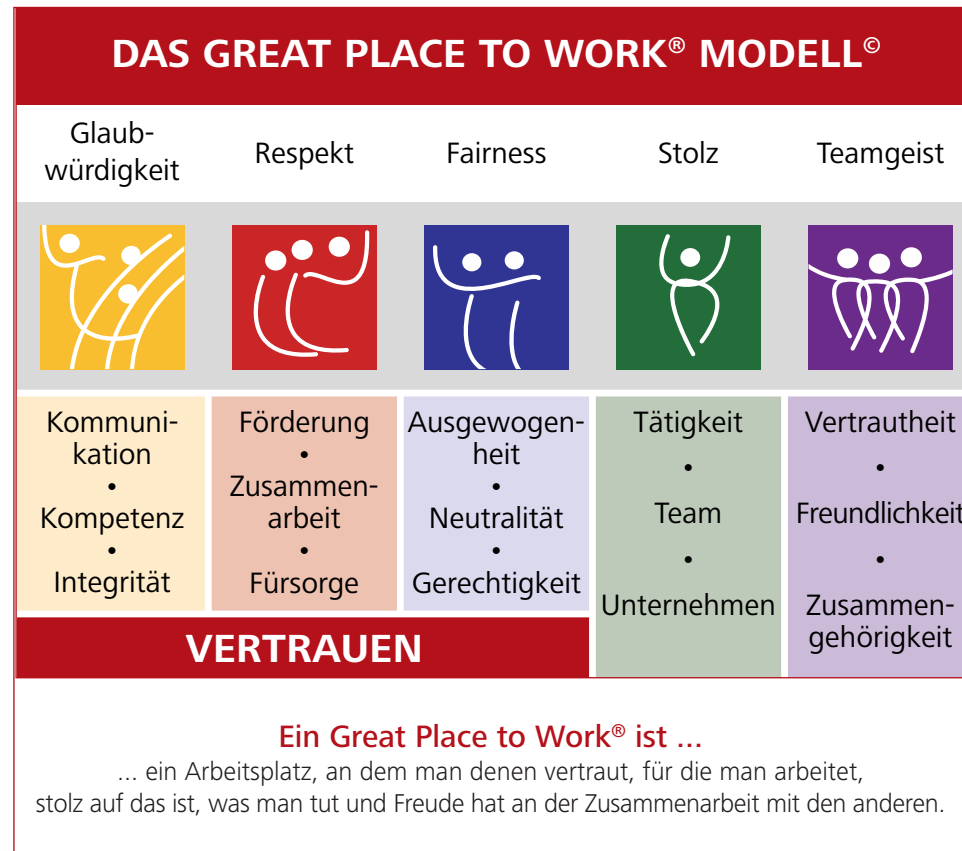 DAS GREAT PLACE TO WORK® MODELL©
Glaub-
würdigkeit
Respekt
Fairness
Stolz
Teamgeist
Kommuni-
kation
•
Kompetenz
•
Integrität
Förderung
•
Zusammen-
arbeit
•
Fürsorge
Ausgewogen-
heit
•
Neutralität
•
Gerechtigkeit
Tätigkeit
•
Team
•
Unternehmen
Vertrautheit
•
Freundlichkeit
•
Zusammen-
gehörigkeit
VERTRAUEN
Ein Great Place to Work® ist ...
... ein Arbeitsplatz, an dem man denen vertraut, für die man arbeitet,
stolz auf das ist, was man tut und Freude hat an der Zusammenarbeit mit den anderen.